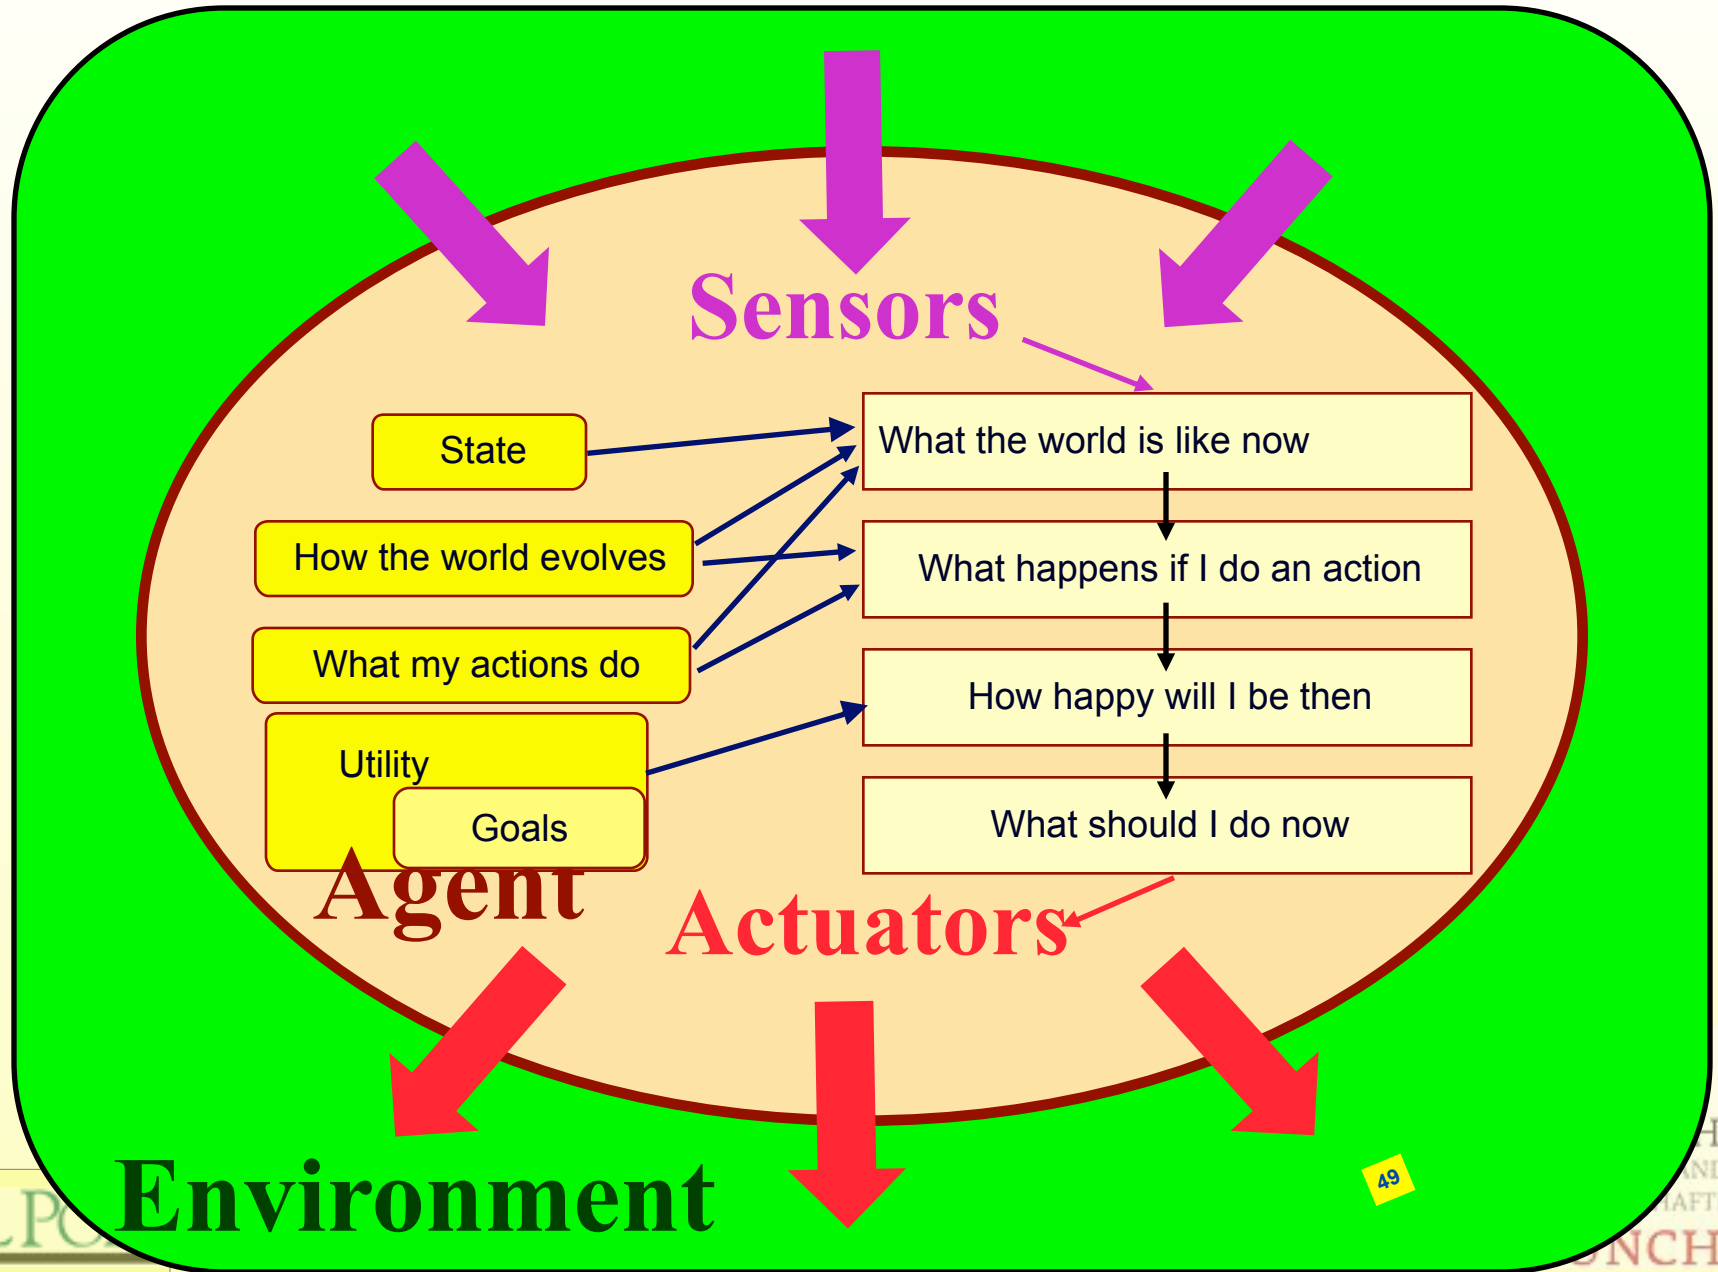 Sensors
State
What the world is like now
How the world evolves
What happens if I do an action
What my actions do
How happy will I be then
Utility
Goals
What should I do now
Agent
Actuators
Environment
49